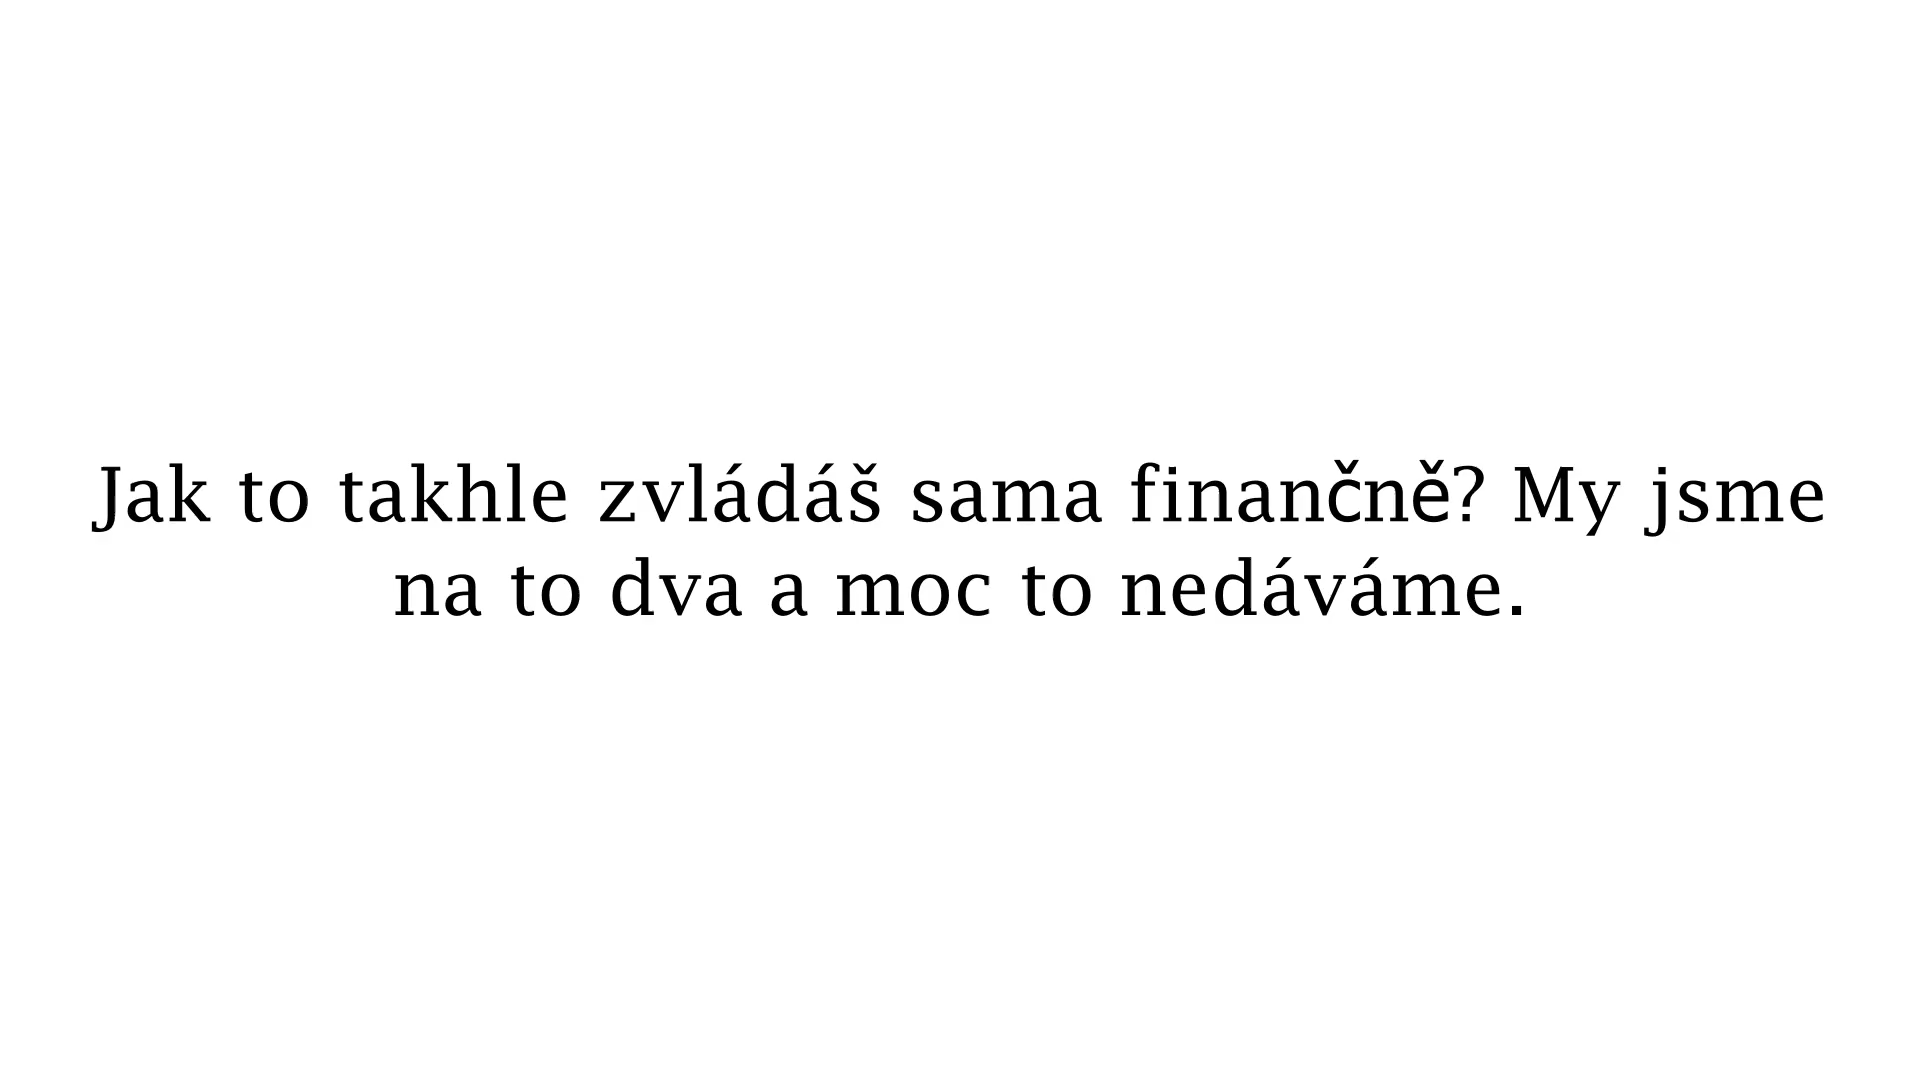 Jak to takhle zvládáš sama finančně? My jsme
na to dva a moc to nedáváme.